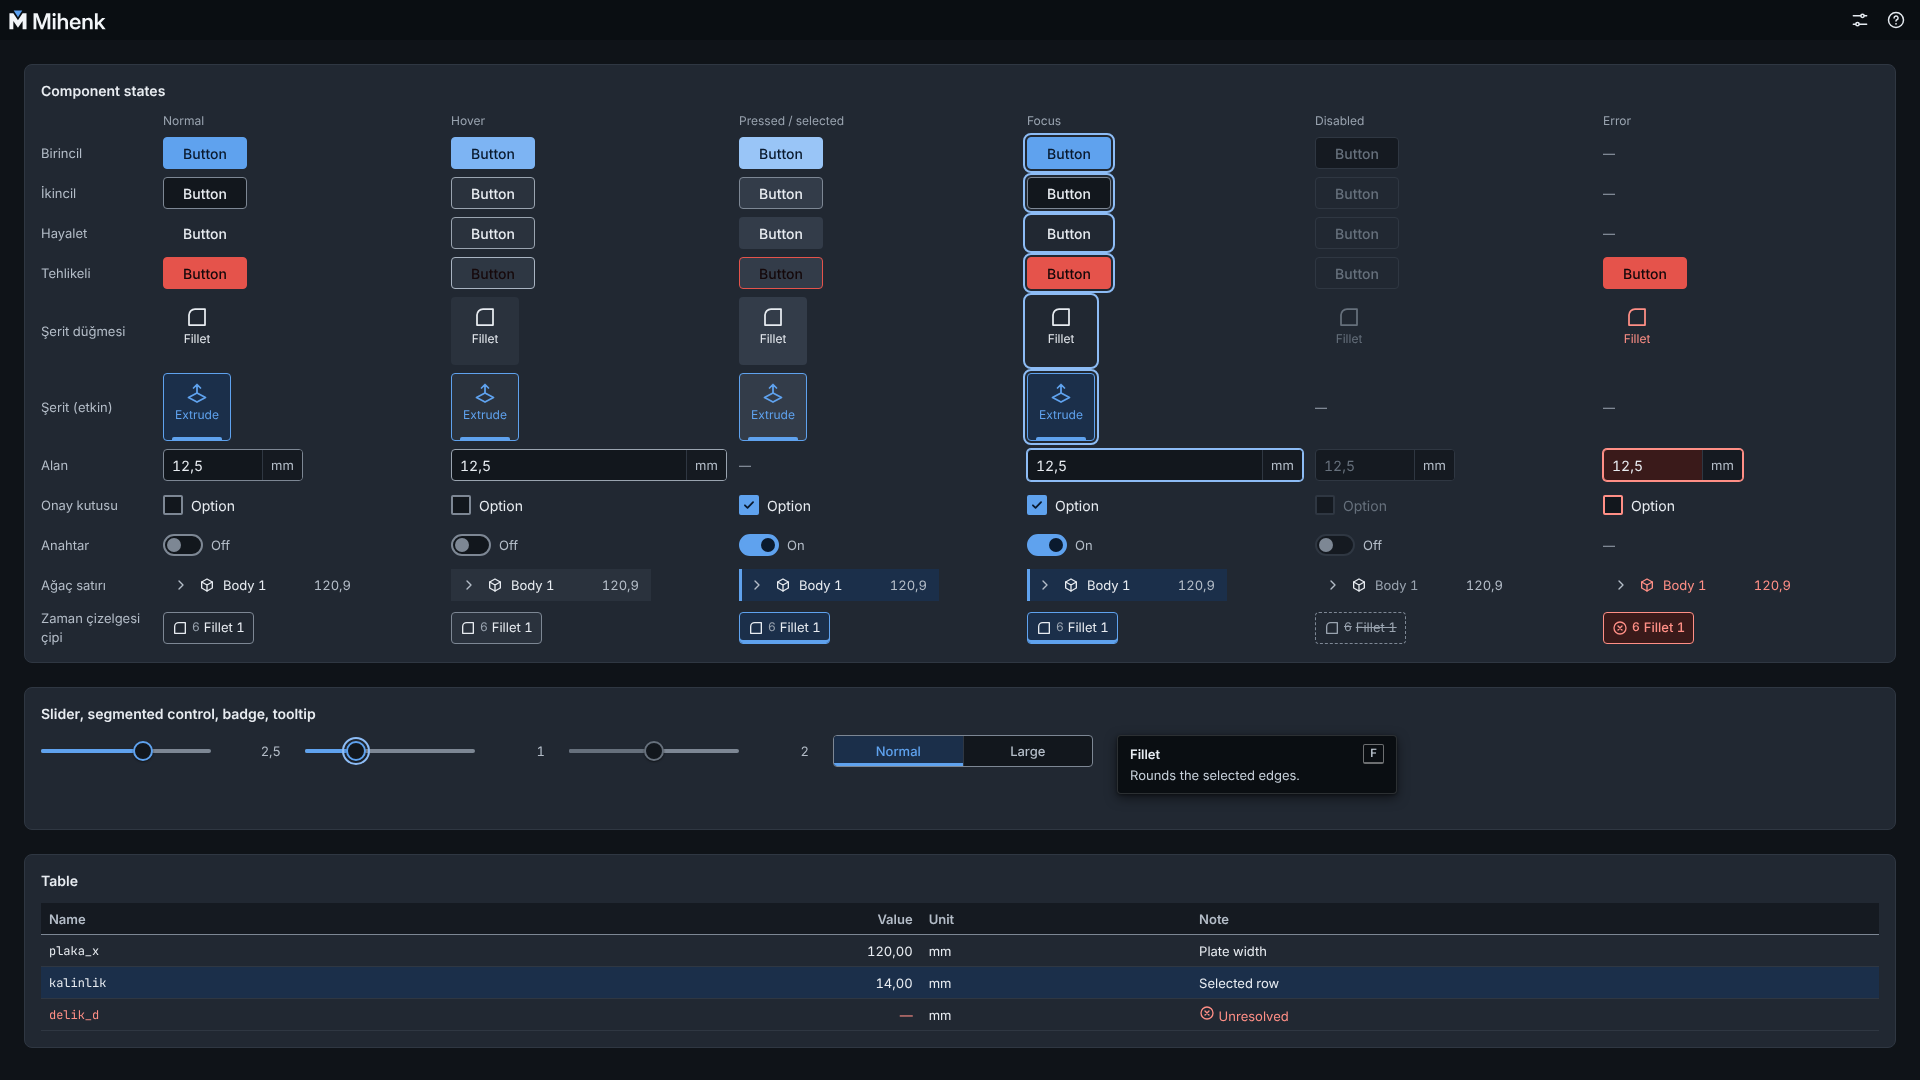 Mihenk
Component states
Normal Hover Pressed / selected Focus Disabled Error
Birincil Button Button Button Button Button —
İkincil Button Button Button Button Button —
Hayalet Button Button Button Button Button —
Tehlikeli Button Button Button Button Button Button
Şerit düğmesi Fillet Fillet Fillet Fillet Fillet Fillet
Şerit (etkin) Extrude Extrude Extrude Extrude — —
Alan 12,5 mm 12,5 mm — 12,5 mm 12,5 mm 12,5 mm
Onay kutusu Option Option Option Option Option Option
Anahtar Off Off On On Off —
Ağaç satırı Body 1 120,9 Body 1 120,9 Body 1 120,9 Body 1 120,9 Body 1 120,9 Body 1 120,9
Zaman çizelgesi
çipi 6 Fillet 1 6 Fillet 1 6 Fillet 1 6 Fillet 1 6 Fillet 1 6 Fillet 1
Slider, segmented control, badge, tooltip
2,5 1 2 Normal Large
Fillet F
Rounds the selected edges.
Table
Name Value Unit Note
plaka_x 120,00 mm Plate width
kalinlik 14,00 mm Selected row
delik_d — mm Unresolved